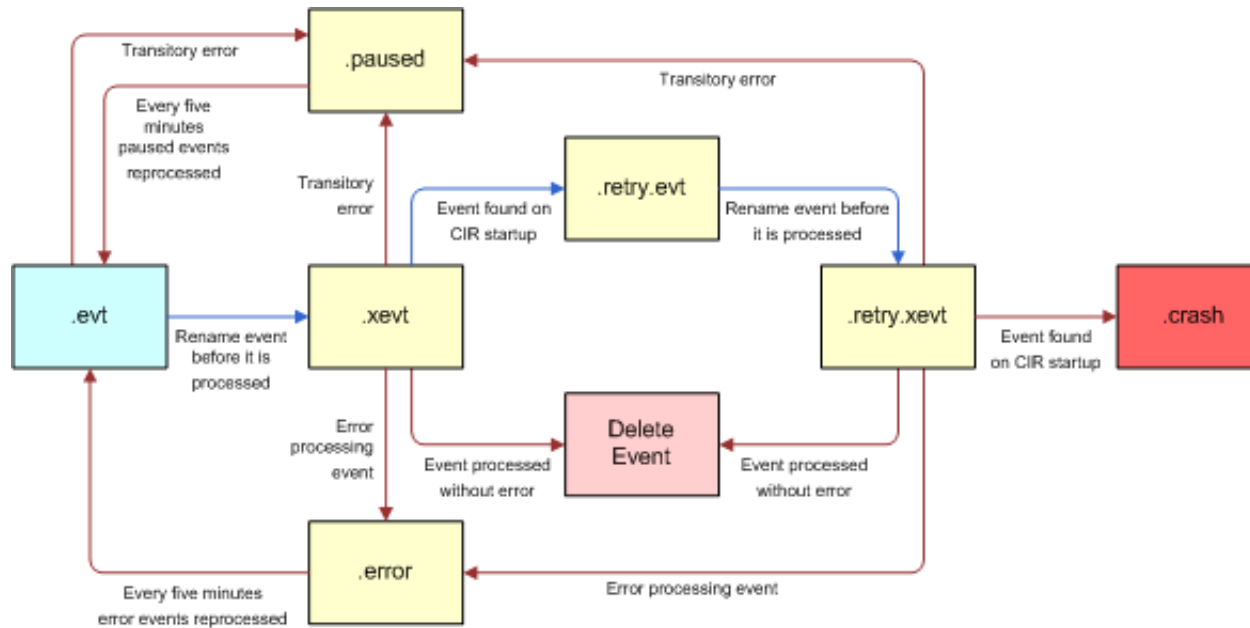 Transitory error
.paused
Transitory error
Every five
minutes
paused events
reprocessed
Transitory
error
.retry.evt
Event found on
CIR startup
Rename event before
it is processed
.evt
.xevt
.retry.xevt
.crash
Rename event
before it is
processed
Event found
on CIR startup
Error
processing
event
Delete
Event
Event processed
without error
Event processed
without error
.error
Every five minutes
error events reprocessed
Error processing event